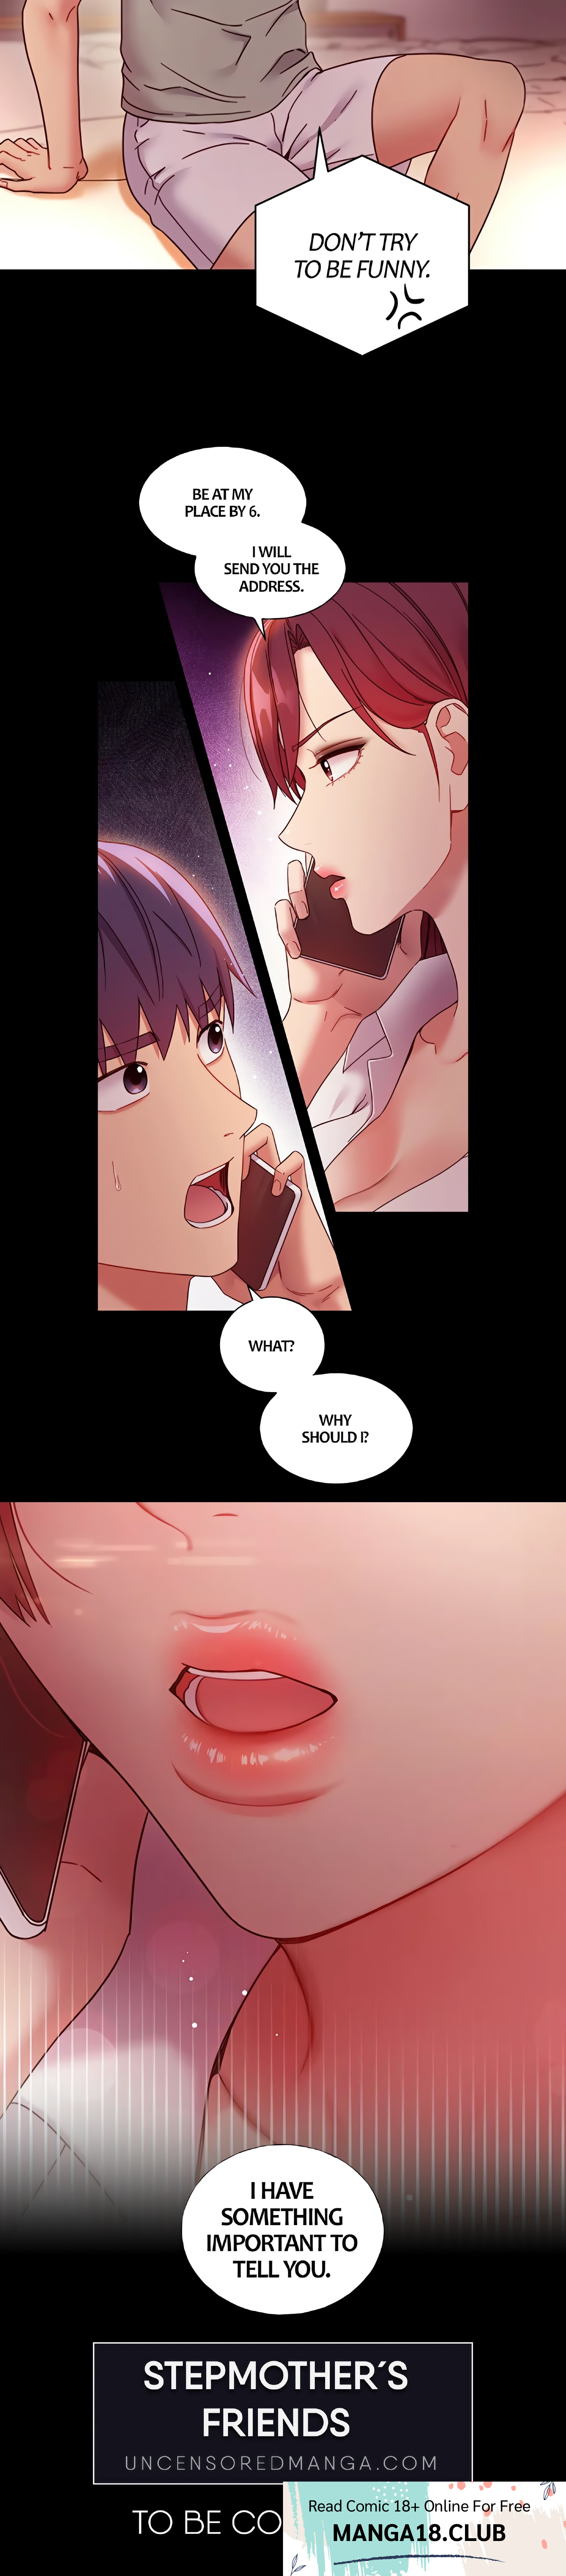 DON'T TRY
TO BE FUNNY.
BE AT MY
PLACE BY 6.
I WILL
SEND YOU THE
ADDRESS.
WHAT?
WHY
SHOULD I?
I HAVE
SOMETHING
IMPORTANT TO
TELL YOU.
STEPMOTHER´S
FRIENDS
UNCENSOREDMANGA.COM
TO BE CO
Read Comic 18+ Online For Free
MANGA18.CLUB